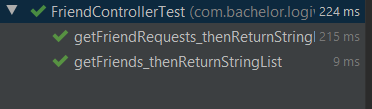 FriendControllerTest (com.bachelor.logi 224 ms
getFriendRequests_thenReturnString 215 ms
getFriends_thenReturnStringList 9 ms